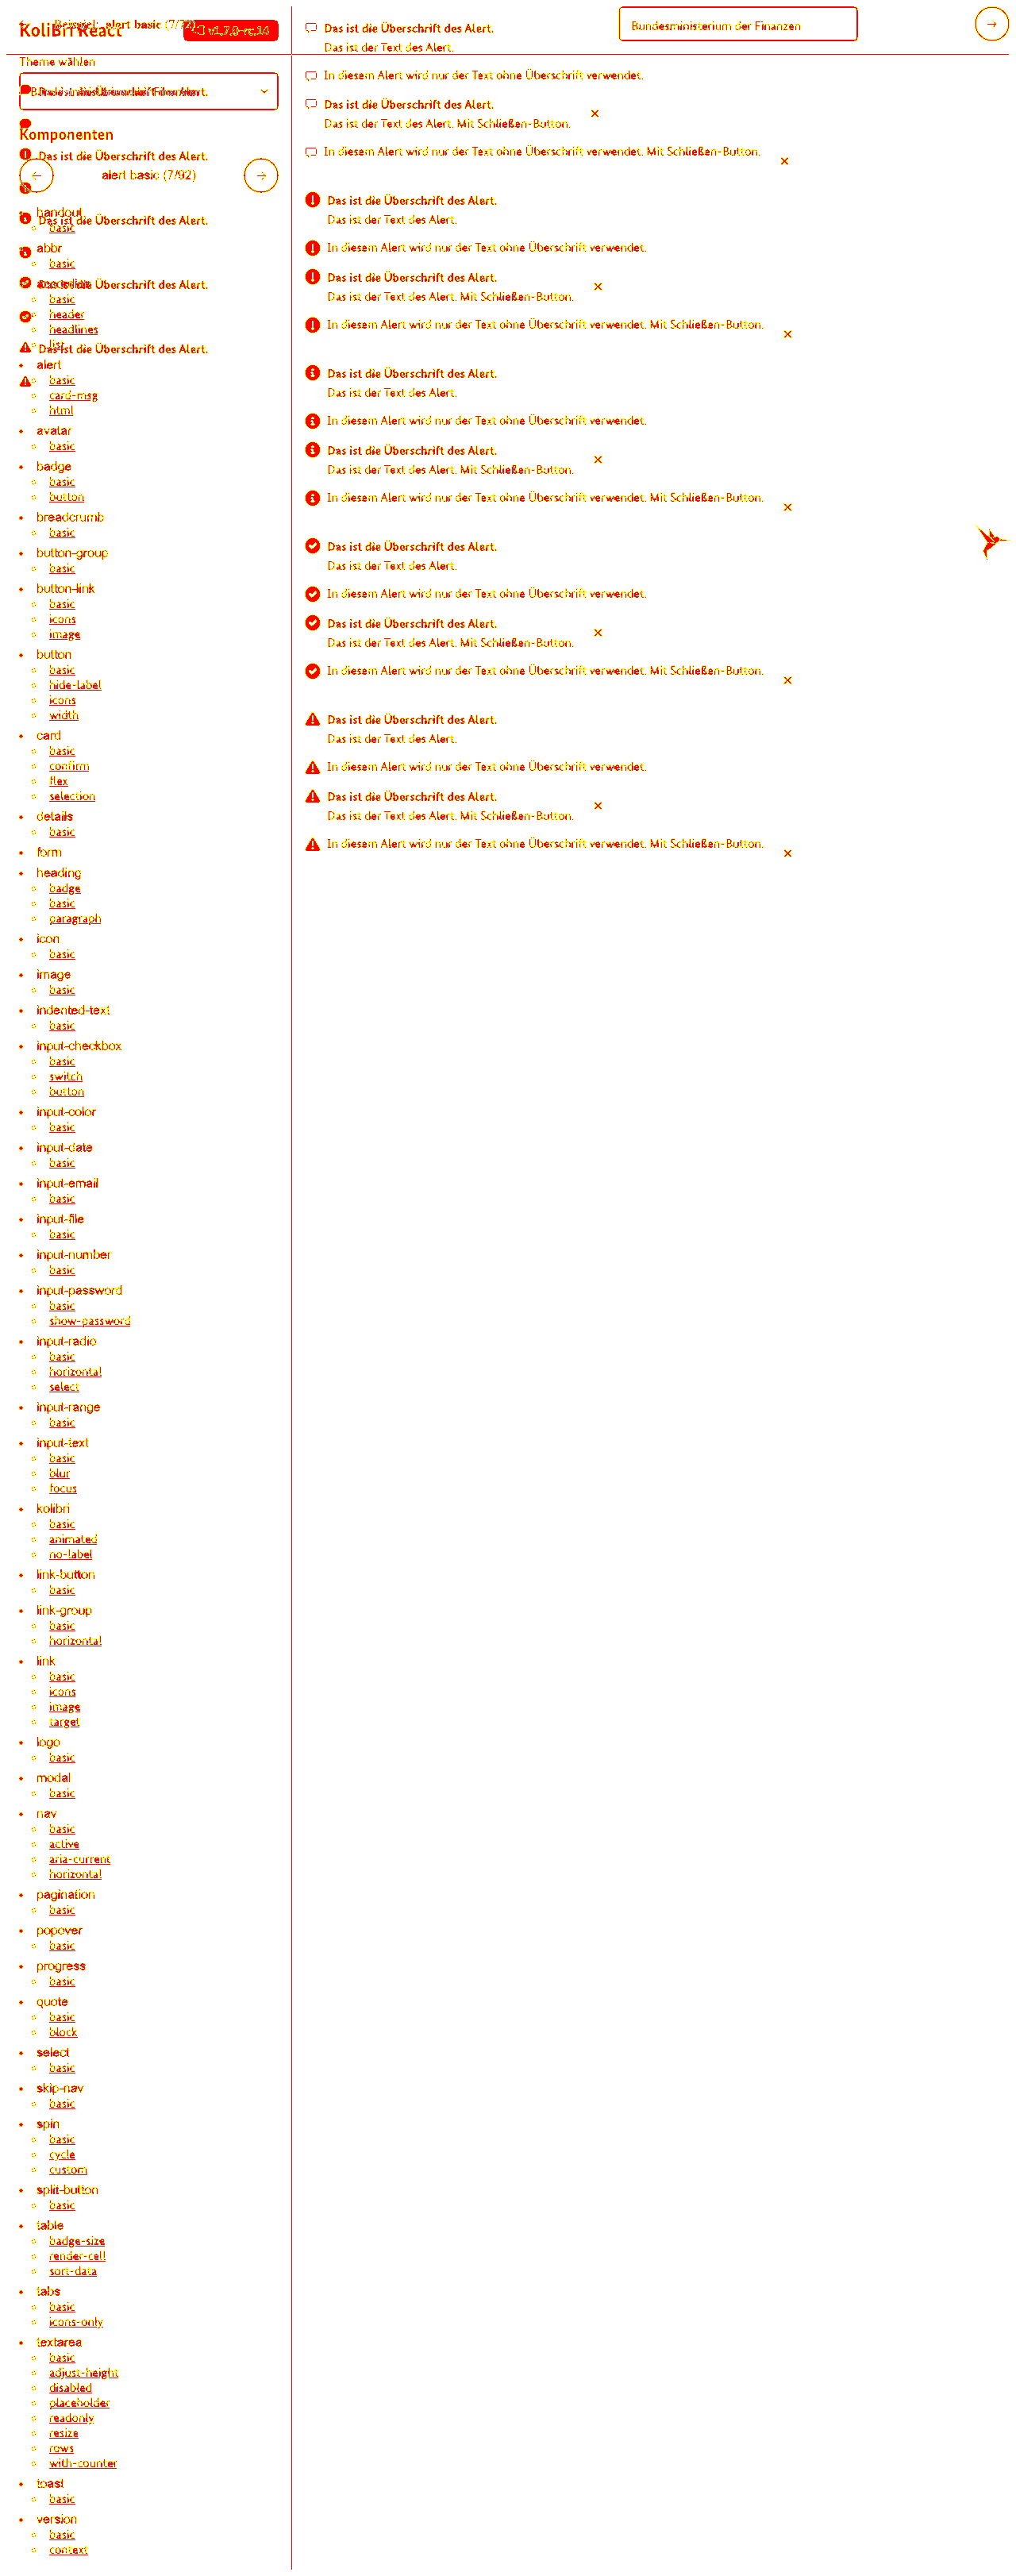 KoliBri React
Beispiel: alert basic (7/72)
v1.7.0-rc.14
Bundesministerium der Finanzen
Theme wählen
Komponenten
Das ist die Überschrift des Alert.
alert basic (7/92)
handout
Das ist die Überschrift des Alert.
basic
abbr
basic
Das ist die Überschrift des Alert.
basic
header
headlines
list
Das ist die Überschrift des Alert.
alert
basic
card-msg
html
avatar
basic
badge
basic
button
breadcrumb
basic
button-group
basic
button-link
basic
icons
image
button
basic
hide-label
icons
width
card
basic
confirm
flex
selection
details
basic
form
heading
badge
basic
paragraph
icon
basic
image
basic
indented-text
basic
input-checkbox
basic
switch
button
input-color
basic
input-date
basic
input-email
basic
input-file
basic
input-number
basic
input-password
basic
show-password
input-radio
basic
horizontal
select
input-range
basic
input-text
basic
blur
focus
kolibri
basic
animated
no-label
link-button
basic
link-group
basic
horizontal
link
basic
icons
image
target
logo
basic
modal
basic
nav
basic
active
aria-current
horizontal
pagination
basic
popover
basic
progress
basic
quote
basic
block
select
basic
skip-nav
basic
spin
basic
cycle
custom
split-button
basic
table
badge-size
render-cell
sort-data
tabs
basic
icons-only
textarea
basic
adjust-height
disabled
placeholder
readonly
resize
rows
with-counter
toast
basic
version
basic
context
Das ist die Überschrift des Alert.
Das ist der Text des Alert.
In diesem Alert wird nur der Text ohne Überschrift verwendet.
Das ist die Überschrift des Alert.
Das ist der Text des Alert. Mit Schließen-Button.
In diesem Alert wird nur der Text ohne Überschrift verwendet. Mit Schließen-Button.
Das ist die Überschrift des Alert.
Das ist der Text des Alert.
In diesem Alert wird nur der Text ohne Überschrift verwendet.
Das ist die Überschrift des Alert.
Das ist der Text des Alert. Mit Schließen-Button.
In diesem Alert wird nur der Text ohne Überschrift verwendet. Mit Schließen-Button.
Das ist die Überschrift des Alert.
Das ist der Text des Alert.
In diesem Alert wird nur der Text ohne Überschrift verwendet.
Das ist die Überschrift des Alert.
Das ist der Text des Alert. Mit Schließen-Button.
In diesem Alert wird nur der Text ohne Überschrift verwendet. Mit Schließen-Button.
Das ist die Überschrift des Alert.
Das ist der Text des Alert.
In diesem Alert wird nur der Text ohne Überschrift verwendet.
Das ist die Überschrift des Alert.
Das ist der Text des Alert. Mit Schließen-Button.
In diesem Alert wird nur der Text ohne Überschrift verwendet. Mit Schließen-Button.
Das ist die Überschrift des Alert.
Das ist der Text des Alert.
In diesem Alert wird nur der Text ohne Überschrift verwendet.
Das ist die Überschrift des Alert.
Das ist der Text des Alert. Mit Schließen-Button.
In diesem Alert wird nur der Text ohne Überschrift verwendet. Mit Schließen-Button.